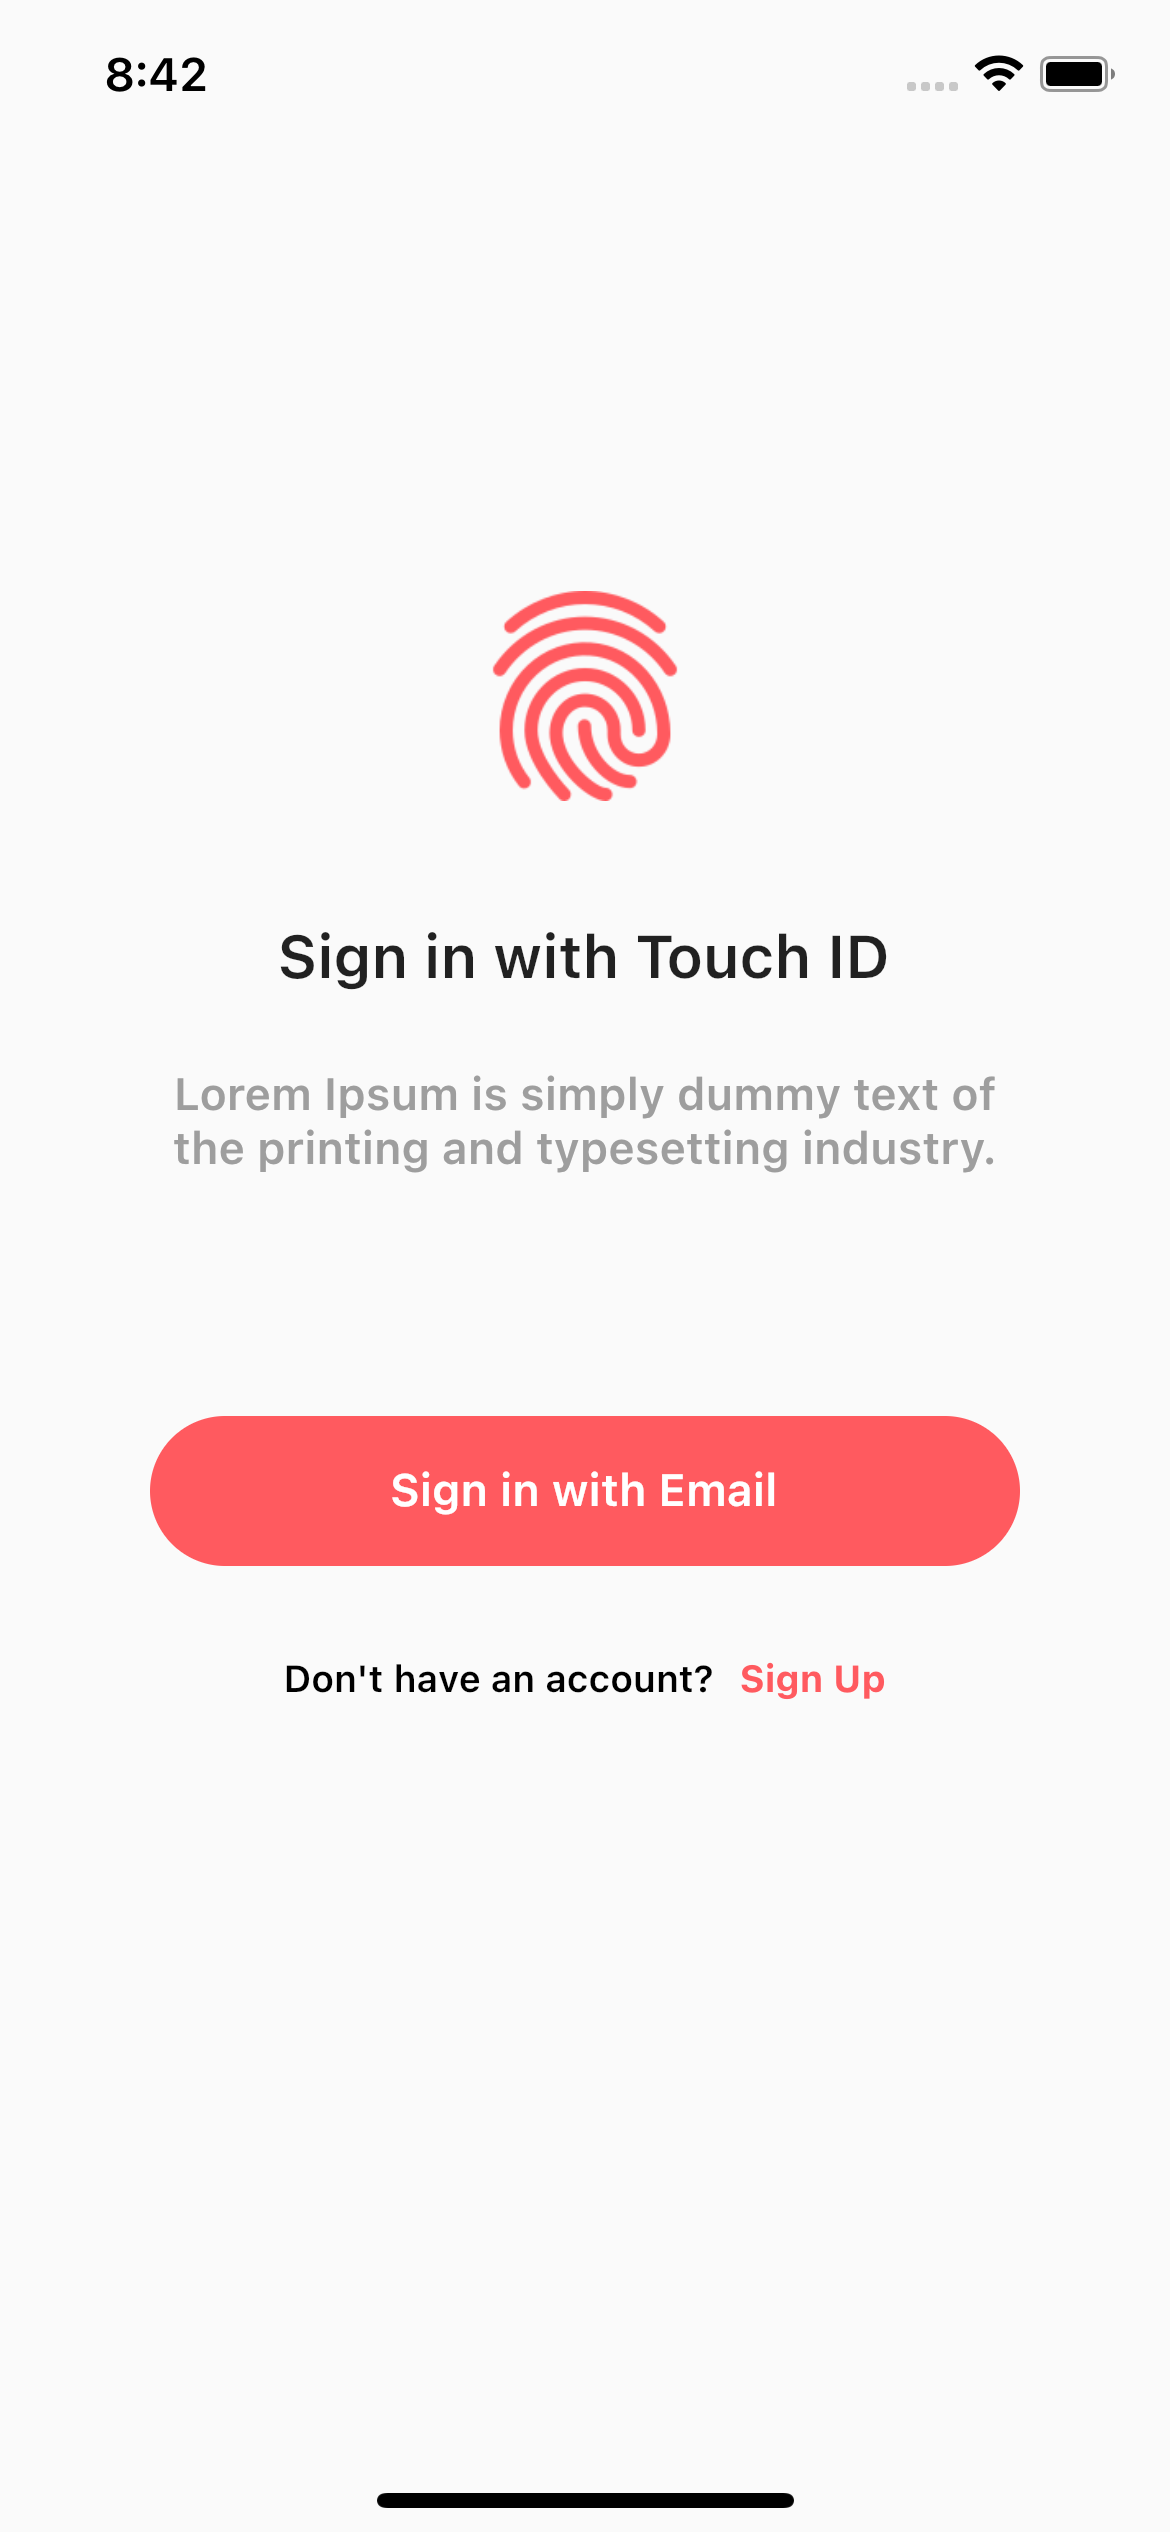 8:42
Sign in with Touch ID
Lorem Ipsum is simply dummy text of
the printing and typesetting industry.
Sign in with Email
Don't have an account? Sign Up